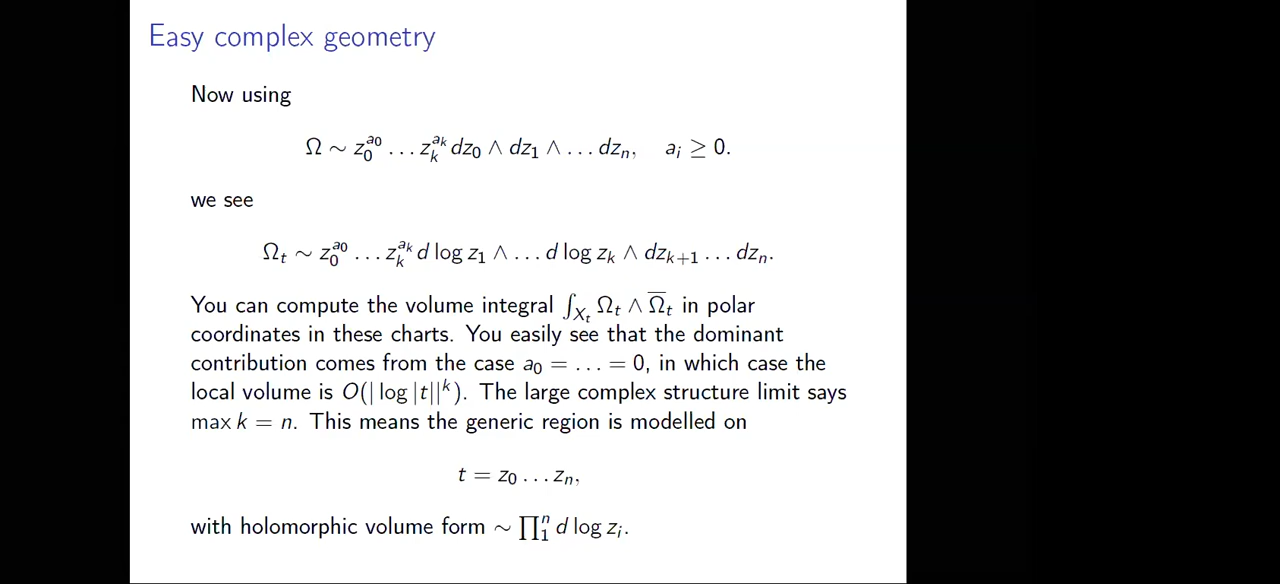 Easy complex geometry
Now using
Ω ∼ z_0^{a_0} … z_k^{a_k} dz_0 ∧ dz_1 ∧ … dz_n,   a_i ≥ 0.
we see
Ω_t ∼ z_0^{a_0} … z_k^{a_k} d log z_1 ∧ … d log z_k ∧ dz_{k+1} … dz_n.
You can compute the volume integral ∫_{X_t} Ω_t ∧ \overline{Ω}_t in polar
coordinates in these charts. You easily see that the dominant
contribution comes from the case a_0 = … = 0, in which case the
local volume is O(| log |t||^k). The large complex structure limit says
max k = n. This means the generic region is modelled on
t = z_0 … z_n,
with holomorphic volume form ∼ ∏_1^n d log z_i.